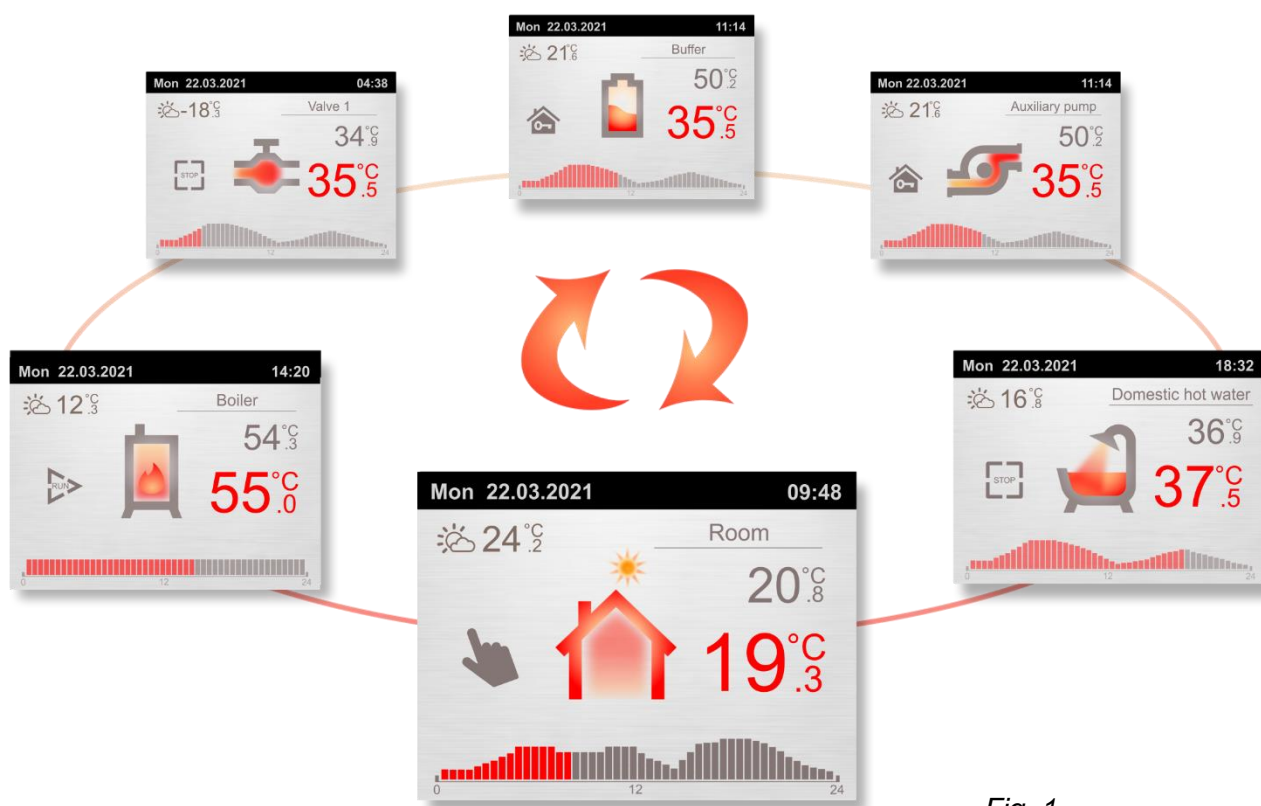 Mon 22.03.2021 11:14
21°C.6 Buffer
50°C.2
35°C.5
0 12 24
Mon 22.03.2021 04:38
-18°C.3 Valve 1
34°C.9
STOP
35°C.5
0 12 24
Mon 22.03.2021 11:14
21°C.6 Auxiliary pump
50°C.2
35°C.5
0 12 24
Mon 22.03.2021 14:20
12°C.3 Boiler
54°C.3
RUN
55°C.0
0 12 24
Mon 22.03.2021 18:32
16°C.8 Domestic hot water
36°C.9
STOP
37°C.5
0 12 24
Mon 22.03.2021 09:48
24°C.2 Room
20°C.8
19°C.3
0 12 24
Fig. 1